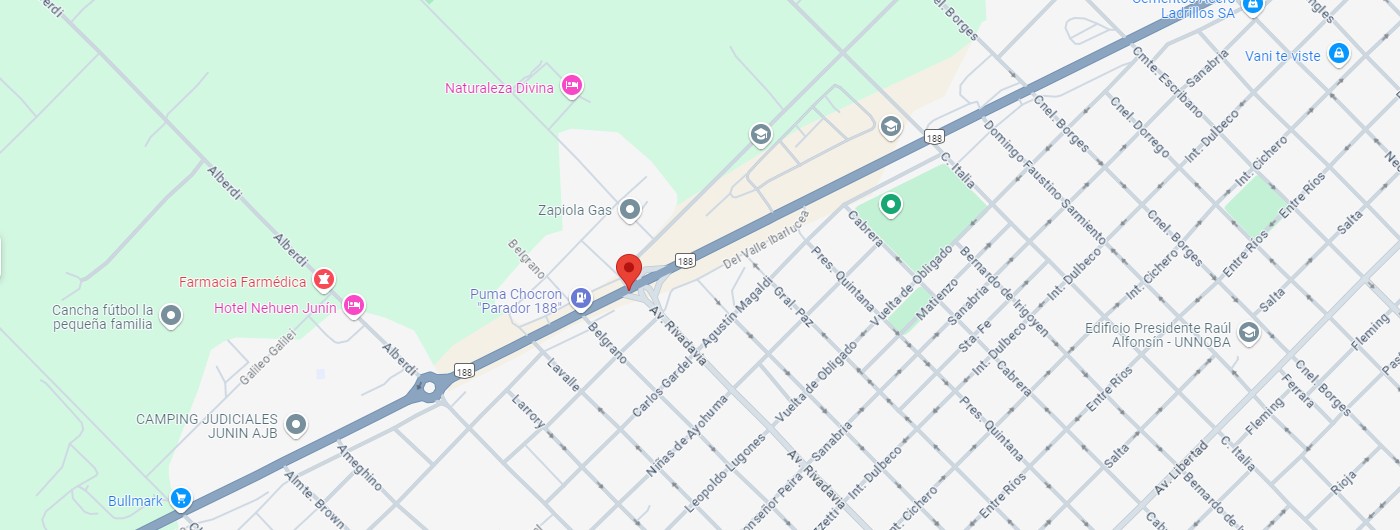 Alberdi
Cnel. Borges
Cementos Acero
Ladrillos SA
Vani te viste
Naturaleza Divina
Cmte. Escribano
Sanabria
Cnel. Borges
Cnel. Dorrego
Int. Dulbeco
188
Domingo Faustino Sarmiento
C. Italia
Int. Cichero
Entre Ríos
Alberdi
Zapiola Gas
Salta
Cabrera
Cnel. Borges
Del Valle Ibarlucea
Entre Ríos
Alberdi
Belgrano
188
Pres. Quintana
Vuelta de Obligado
Bernardo de Irigoyen
Int. Dulbeco
Int. Cichero
Farmacia Farmédica
Hotel Nehuen Junín
Puma Chocron
"Parador 188"
Gral. Paz
Agustín Magaldi
Matienzo
Sanabria
Salta
Cancha fútbol la
pequeña familia
Av. Rivadavia
Sta. Fe
Int. Dulbeco
Edificio Presidente Raúl
Alfonsín - UNNOBA
Fleming
Galileo Galilei
Alberdi
Belgrano
188
Lavalle
Carlos Gardel
Vuelta de Obligado
Cabrera
Entre Ríos
Cnel. Borges
Ferrara
Larrory
Niñas de Ayohuma
Pres. Quintana
Fleming
CAMPING JUDICIALES
JUNIN AJB
Ameghino
Leopoldo Lugones
Sanabria
Av. Rivadavia
Int. Dulbeco
Salta
Av. Libertad
C. Italia
Bullmark
Almte. Brown
Int. Cichero
Entre Ríos
Bernardo de
Rioja